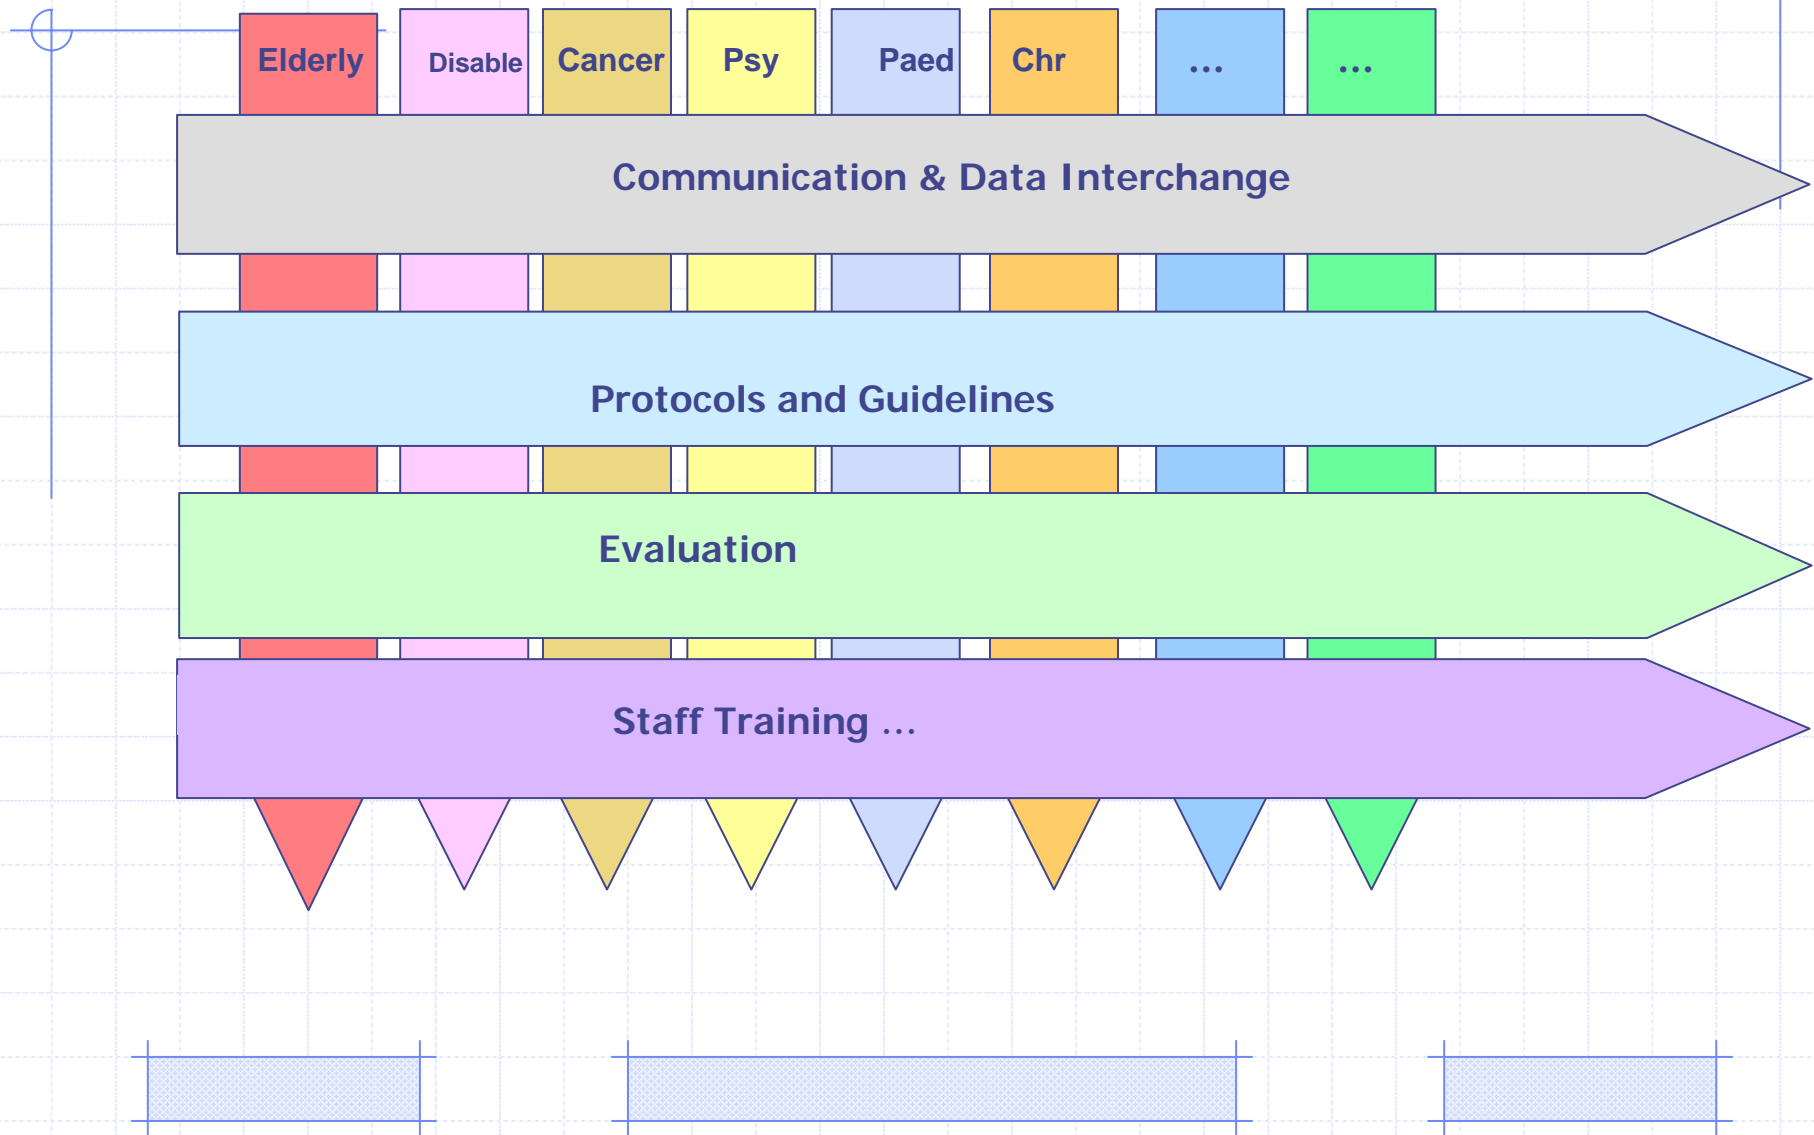 Elderly Disable Cancer Psy Paed Chr ... ...
Communication & Data Interchange
Protocols and Guidelines
Evaluation
Staff Training ...